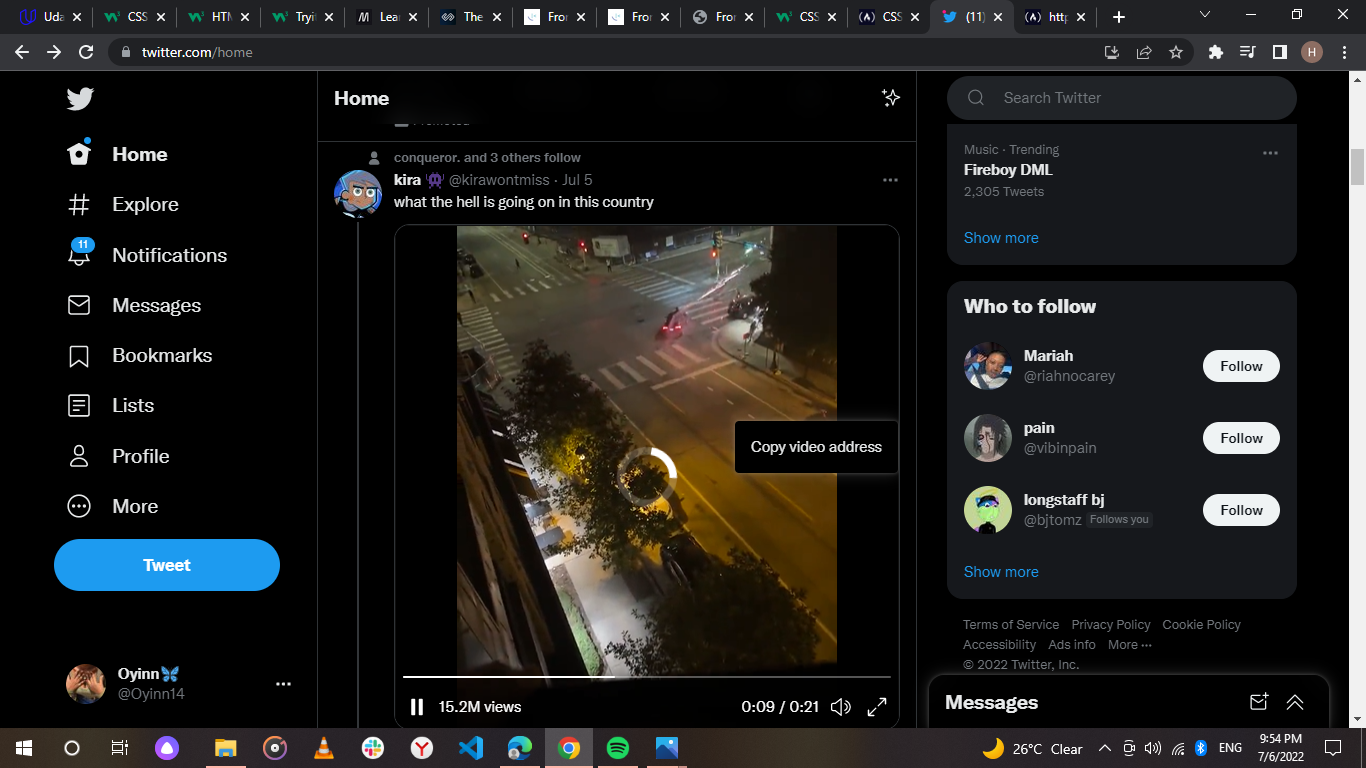 Uda
CSS
HTM
Tryit
Lear
The
Fror
Fror
Fror
CSS
CSS
(11)
http
twitter.com/home
H
Home
Explore
11
Notifications
Messages
Bookmarks
Lists
Profile
More
Tweet
Oyinn
@Oyinn14
Home
Promoted
conqueror. and 3 others follow
kira @kirawontmiss · Jul 5
what the hell is going on in this country
Copy video address
15.2M views
0:09 / 0:21
Search Twitter
Music · Trending
Fireboy DML
2,305 Tweets
Show more
Who to follow
Mariah
@riahnocarey
Follow
pain
@vibinpain
Follow
longstaff bj
@bjtomz Follows you
Follow
Show more
Terms of Service Privacy Policy Cookie Policy
Accessibility Ads info More ···
© 2022 Twitter, Inc.
Messages
26°C Clear
ENG
9:54 PM
7/6/2022